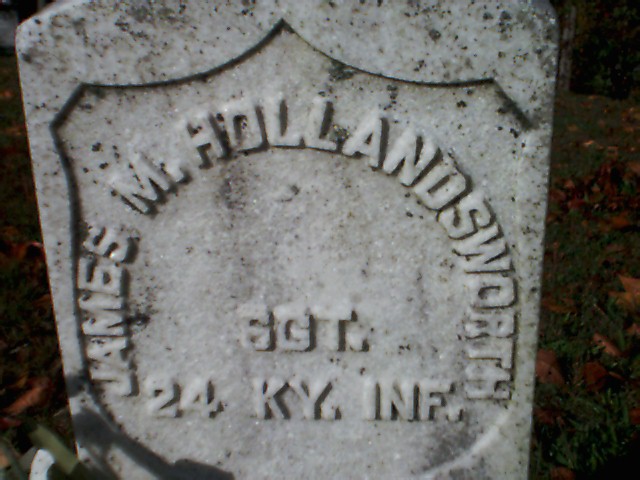 JAMES M. HOLLANDSWORTH
SGT.
24 KY. INF.